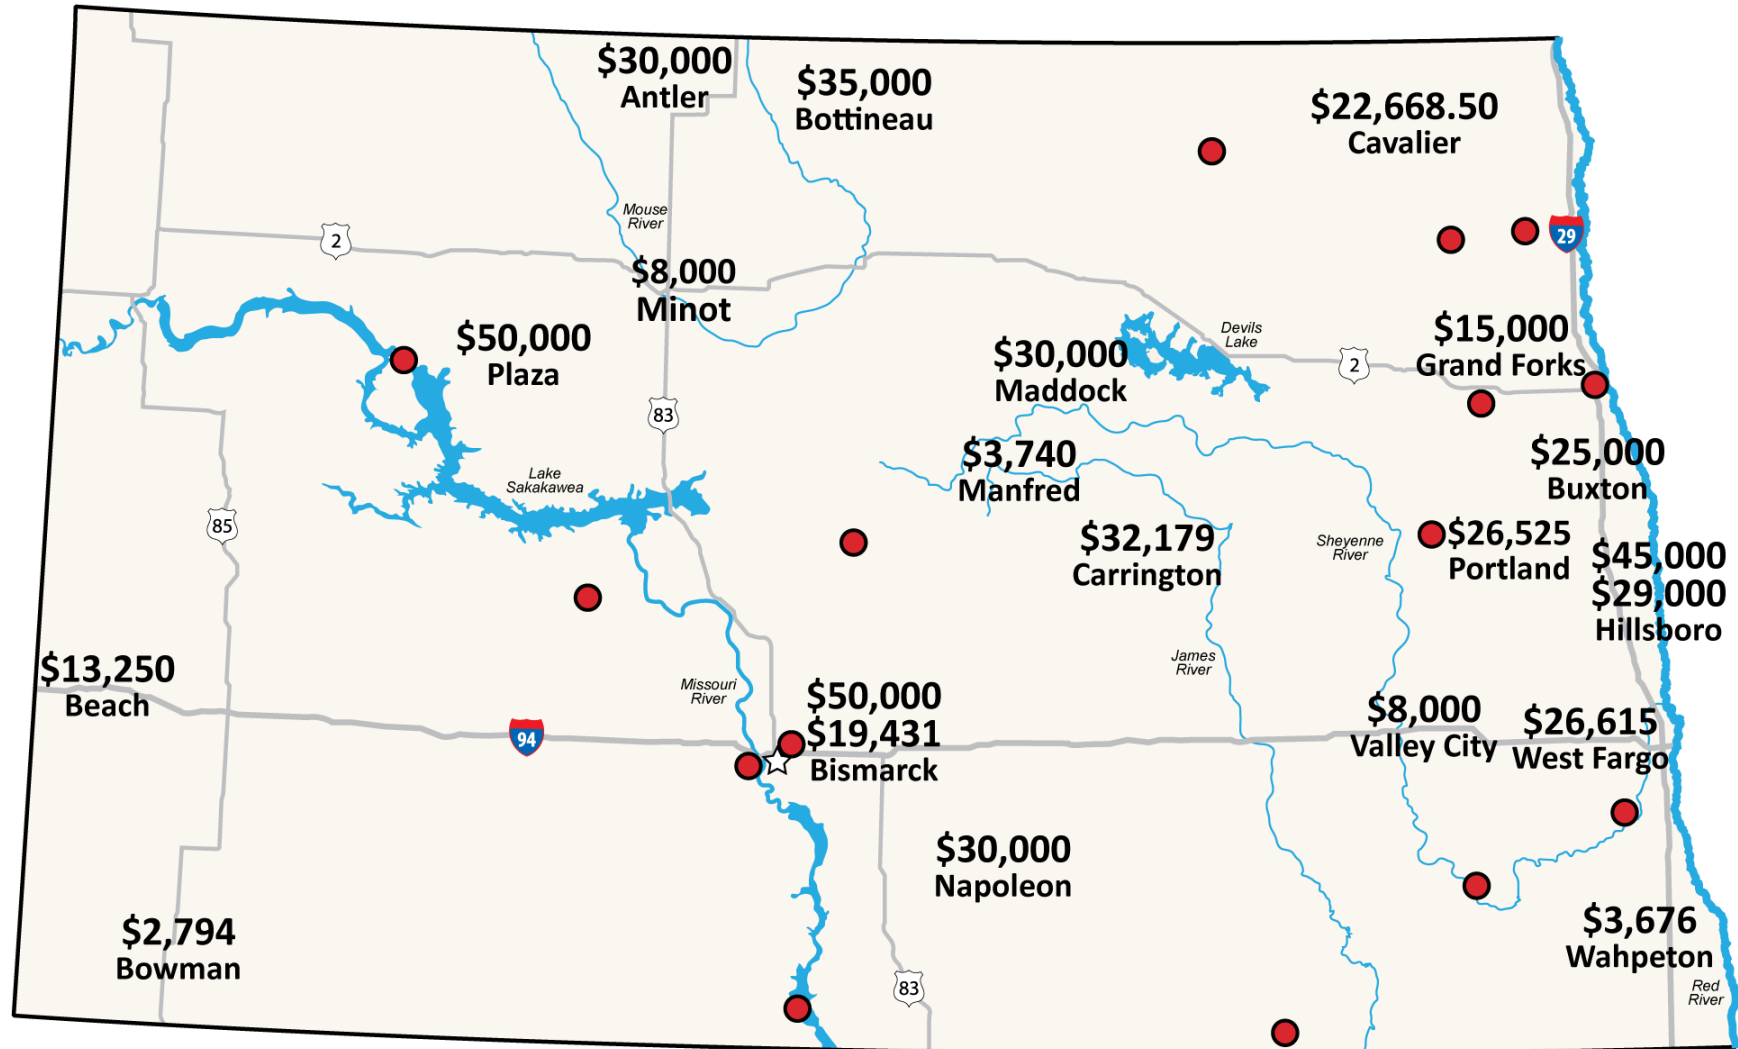 $30,000
Antler
$35,000
Bottineau
$22,668.50
Cavalier
Mouse
River
2
29
$8,000
Minot
$50,000
Plaza
$30,000
Maddock
Devils
Lake
2
$15,000
Grand Forks
83
$3,740
Manfred
$25,000
Buxton
Lake
Sakakawea
85
$32,179
Carrington
Sheyenne
River
$26,525
Portland
$45,000
$29,000
Hillsboro
$13,250
Beach
Missouri
River
James
River
94
$50,000
$19,431
Bismarck
$8,000
Valley City
$26,615
West Fargo
$30,000
Napoleon
$2,794
Bowman
83
$3,676
Wahpeton
Red
River